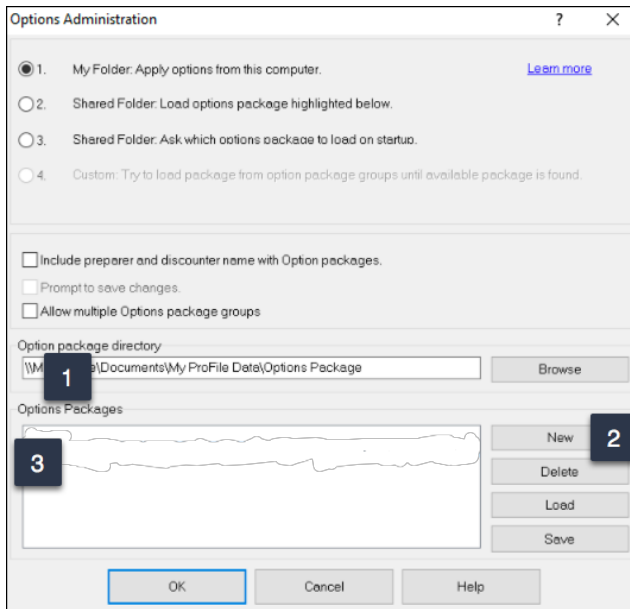 Options Administration ? X
1. My Folder: Apply options from this computer. Learn more
2. Shared Folder: Load options package highlighted below.
3. Shared Folder: Ask which options package to load on startup.
4. Custom: Try to load package from option package groups until available package is found.
Include preparer and discounter name with Option packages.
Prompt to save changes.
Allow multiple Options package groups
Option package directory
\\M e\Documents\My ProFile Data\Options Package Browse
1
Options Packages
New 2
3
Delete
Load
Save
OK Cancel Help